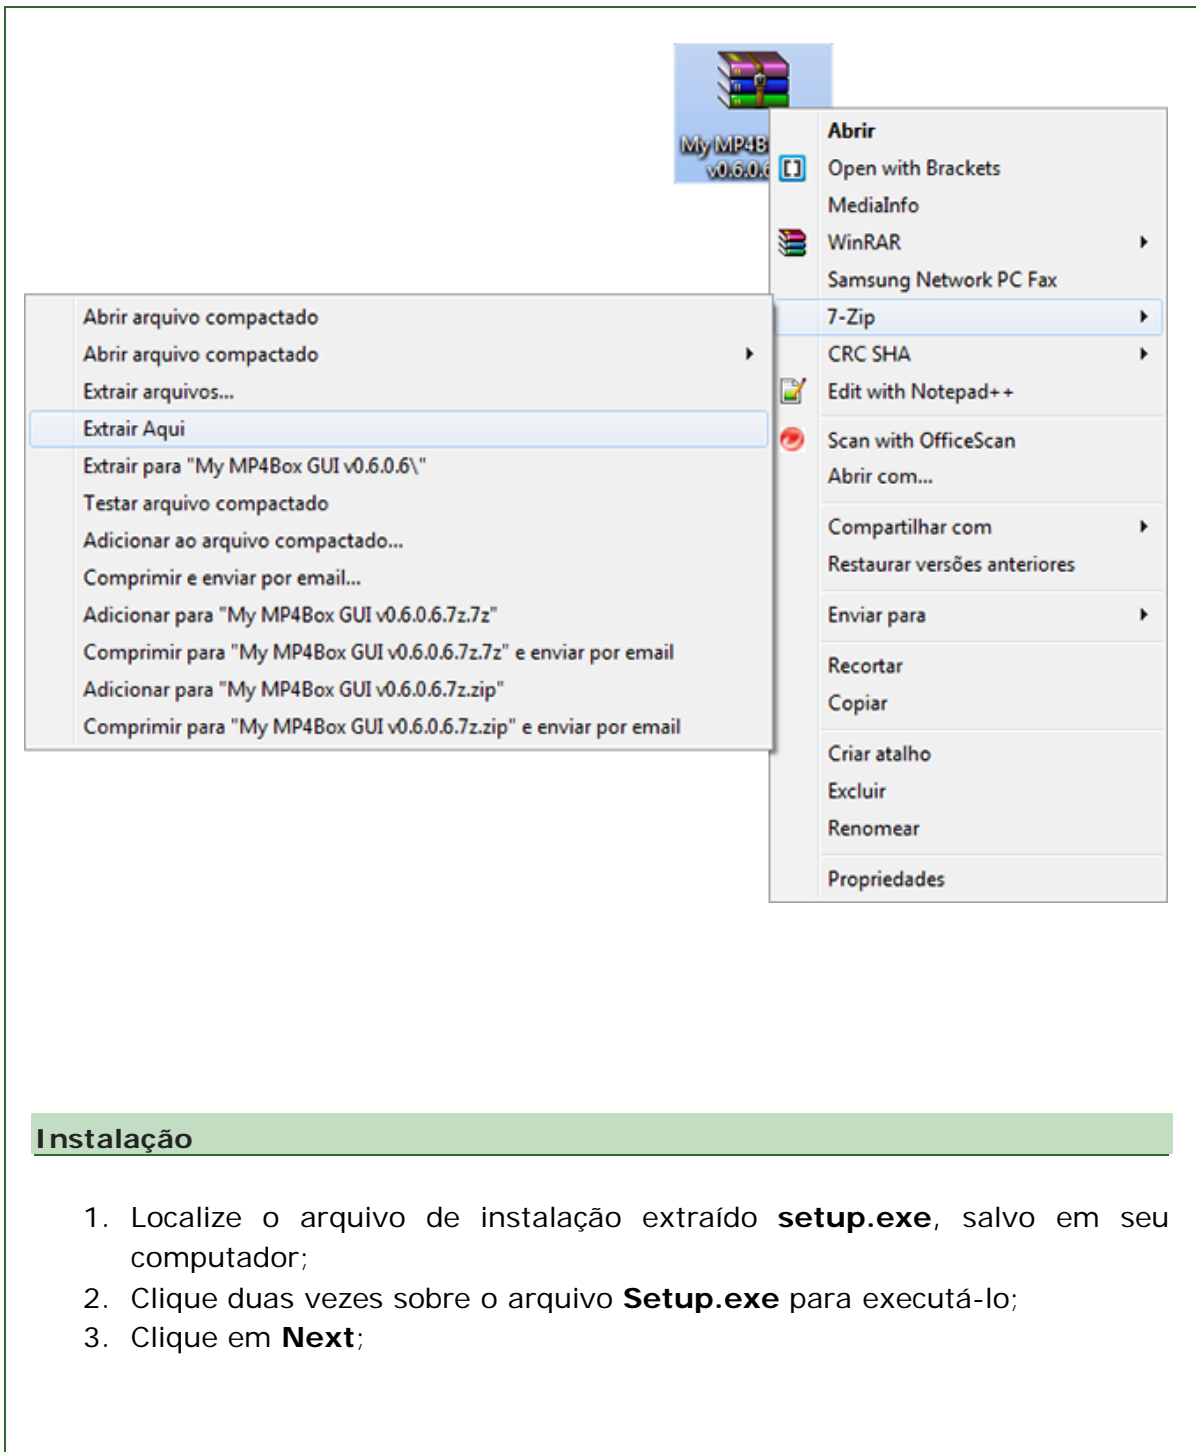 My MP4B
v0.6.0.6
Abrir
Open with Brackets
MediaInfo
WinRAR
Samsung Network PC Fax
7-Zip
CRC SHA
Edit with Notepad++
Scan with OfficeScan
Abrir com...
Compartilhar com
Restaurar versões anteriores
Enviar para
Recortar
Copiar
Criar atalho
Excluir
Renomear
Propriedades
Abrir arquivo compactado
Abrir arquivo compactado
Extrair arquivos...
Extrair Aqui
Extrair para "My MP4Box GUI v0.6.0.6\"
Testar arquivo compactado
Adicionar ao arquivo compactado...
Comprimir e enviar por email...
Adicionar para "My MP4Box GUI v0.6.0.6.7z.7z"
Comprimir para "My MP4Box GUI v0.6.0.6.7z.7z" e enviar por email
Adicionar para "My MP4Box GUI v0.6.0.6.7z.zip"
Comprimir para "My MP4Box GUI v0.6.0.6.7z.zip" e enviar por email
Instalação
1. Localize o arquivo de instalação extraído setup.exe, salvo em seu
computador;
2. Clique duas vezes sobre o arquivo Setup.exe para executá-lo;
3. Clique em Next;